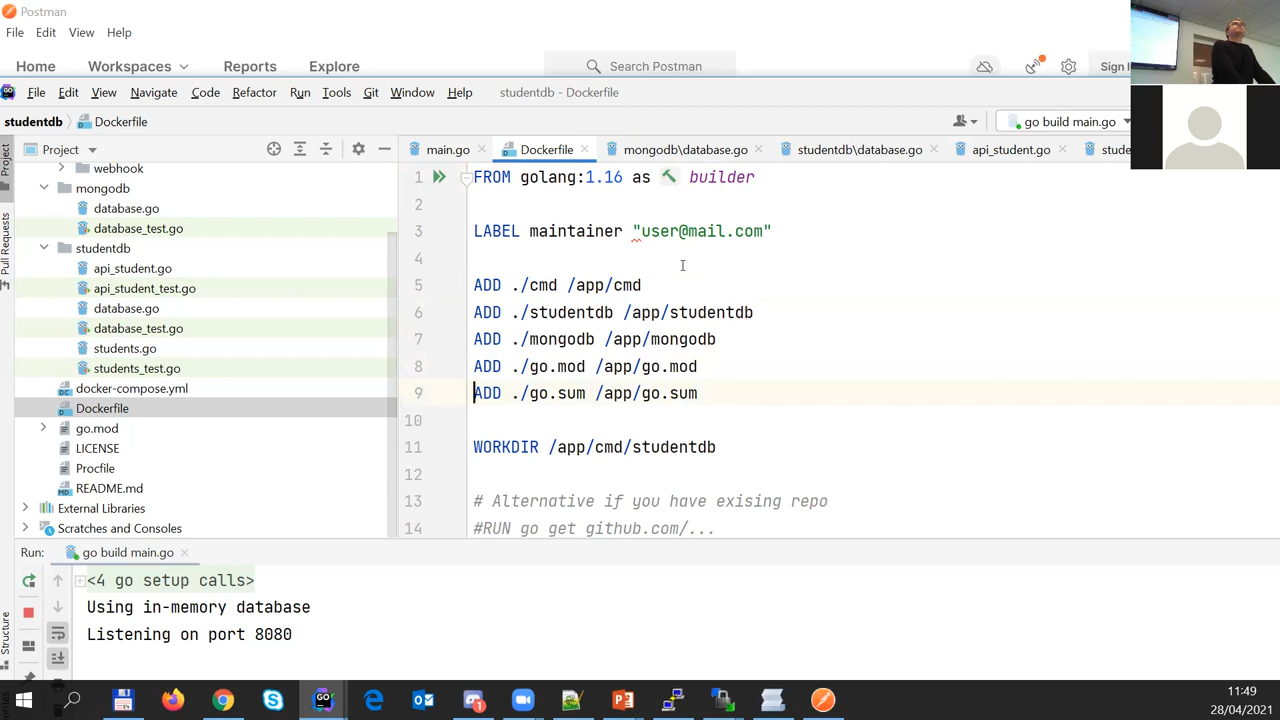 Postman
File Edit View Help
Home Workspaces Reports Explore Search Postman Sign
File Edit View Navigate Code Refactor Run Tools Git Window Help studentdb - Dockerfile
studentdb Dockerfile go build main.go
Project main.go Dockerfile mongodb\database.go studentdb\database.go api_student.go stude
Project
Pull Requests
Structure
webhook
mongodb
database.go
database_test.go
studentdb
api_student.go
api_student_test.go
database.go
database_test.go
students.go
students_test.go
docker-compose.yml
Dockerfile
go.mod
LICENSE
Procfile
README.md
External Libraries
Scratches and Consoles
1 FROM golang:1.16 as builder
2
3 LABEL maintainer "user@mail.com"
4
5 ADD ./cmd /app/cmd
6 ADD ./studentdb /app/studentdb
7 ADD ./mongodb /app/mongodb
8 ADD ./go.mod /app/go.mod
9 ADD ./go.sum /app/go.sum
10
11 WORKDIR /app/cmd/studentdb
12
13 # Alternative if you have exising repo
14 #RUN go get github.com/...
Run: go build main.go
<4 go setup calls>
Using in-memory database
Listening on port 8080
11:49
28/04/2021